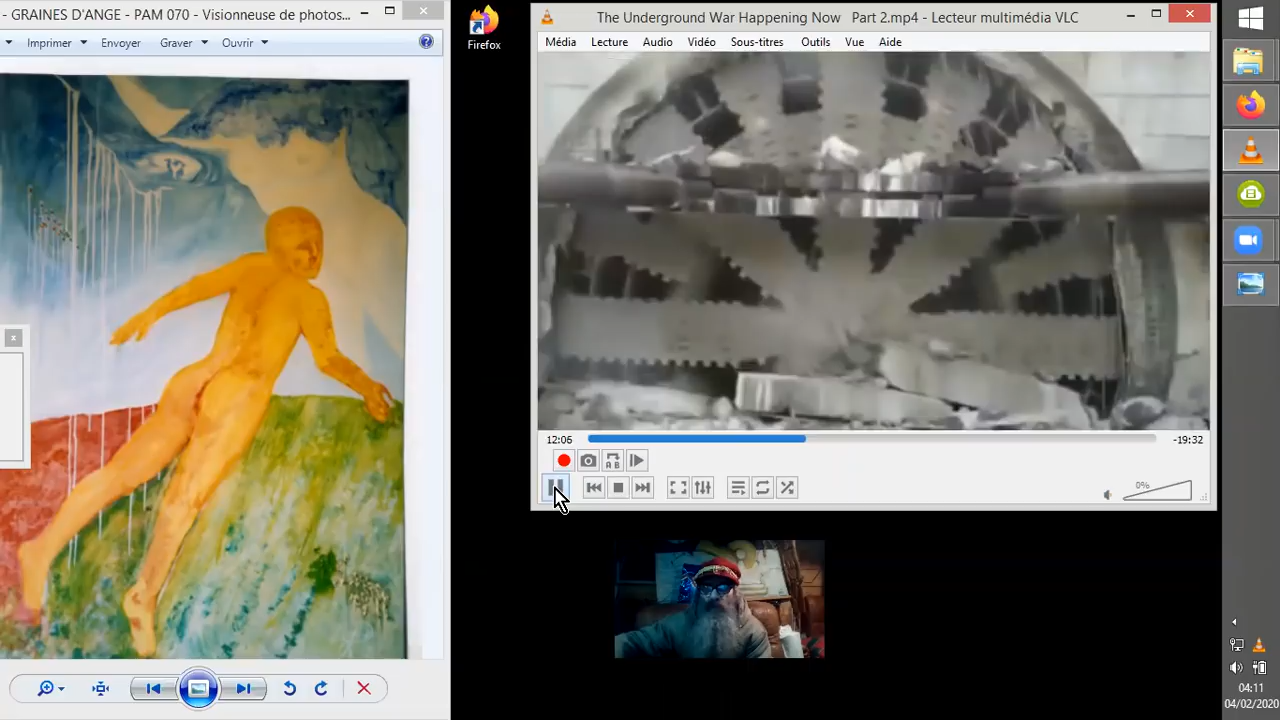 - GRAINES D'ANGE - PAM 070 - Visionneuse de photos...
Imprimer Envoyer Graver Ouvrir
Firefox
The Underground War Happening Now Part 2.mp4 - Lecteur multimédia VLC
Média Lecture Audio Vidéo Sous-titres Outils Vue Aide
12:06
-19:32
0%
04:11
04/02/2020